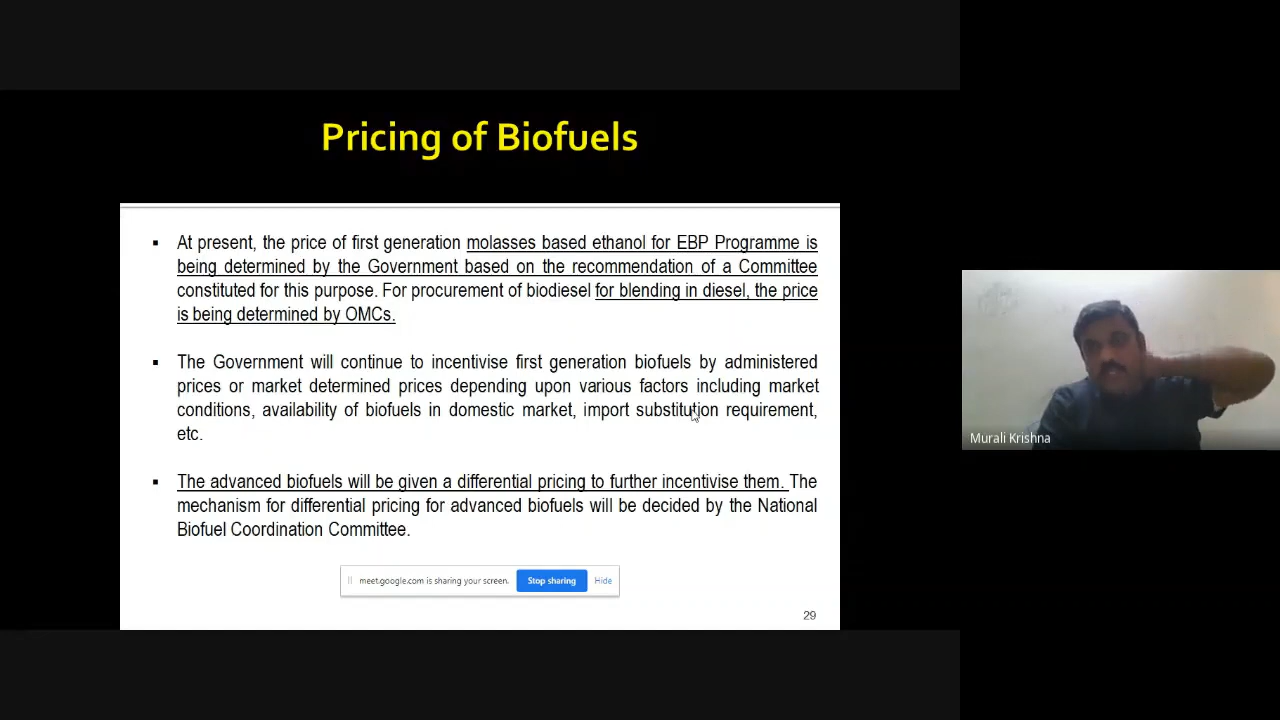 Pricing of Biofuels
▪ At present, the price of first generation molasses based ethanol for EBP Programme is
being determined by the Government based on the recommendation of a Committee
constituted for this purpose. For procurement of biodiesel for blending in diesel, the price
is being determined by OMCs.
▪ The Government will continue to incentivise first generation biofuels by administered
prices or market determined prices depending upon various factors including market
conditions, availability of biofuels in domestic market, import substitution requirement,
etc.
▪ The advanced biofuels will be given a differential pricing to further incentivise them. The
mechanism for differential pricing for advanced biofuels will be decided by the National
Biofuel Coordination Committee.
meet.google.com is sharing your screen. Stop sharing Hide
29
Murali Krishna